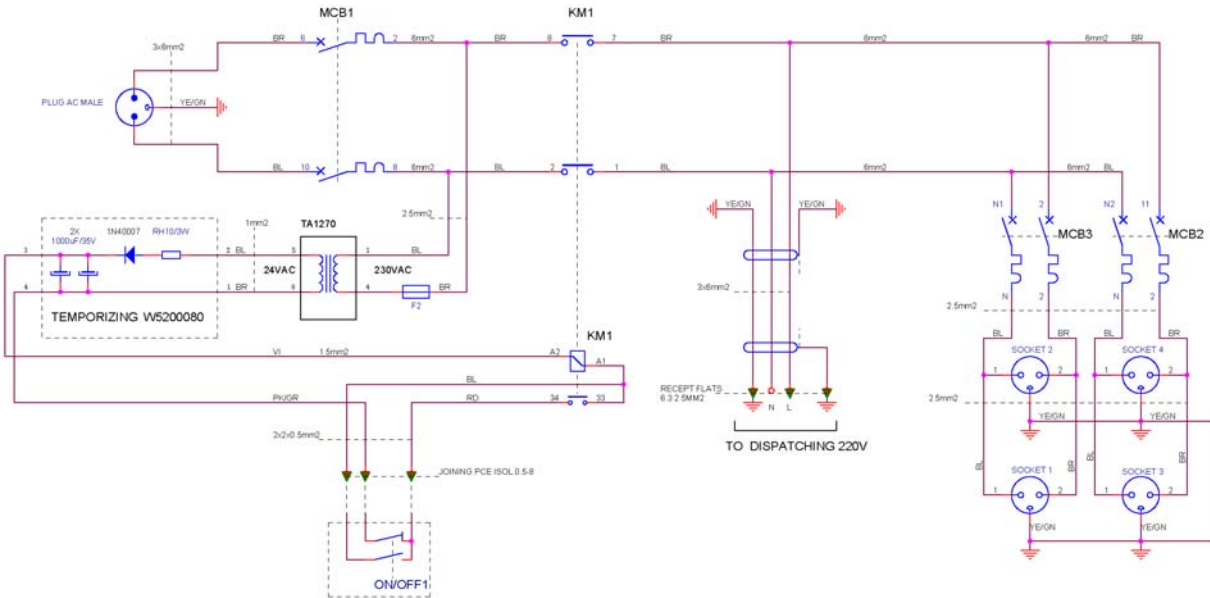 MCB1
KM1
BR 6 2 6mm2 BR 8 7 BR 6mm2 6mm2 BR
3x6mm2
PLUG AC MALE
YE/GN
BL 10 8 6mm2 BL 2 1 BL 6mm2 6mm2 BL
2.5mm2
YE/GN YE/GN
N1 2 N2 11
MCB3 MCB2
2X
1000uF/35V
1N40007
RH10/3W
1mm2
TA1270
3 2 BL 5 1 BL
24VAC 230VAC
4 1 BR 6 4 BR
F2
TEMPORIZING W5200080
3x6mm2
N 2 N 2
2.5mm2
BL BR BL BR
KM1
VI 1.5mm2 A2 A1
SOCKET 2 SOCKET 4
1 2 1 2
BL
PK/GR RD 34 33
RECEPT FLATS
6.3 2.5MM2
N L
2.5mm2
YE/GN YE/GN
2x2x0.5mm2
TO DISPATCHING 220V
JOINING PCE ISOL 0.5-8
BL BR BL BR
SOCKET 1 SOCKET 3
1 2 1 2
YE/GN YE/GN
ON/OFF1